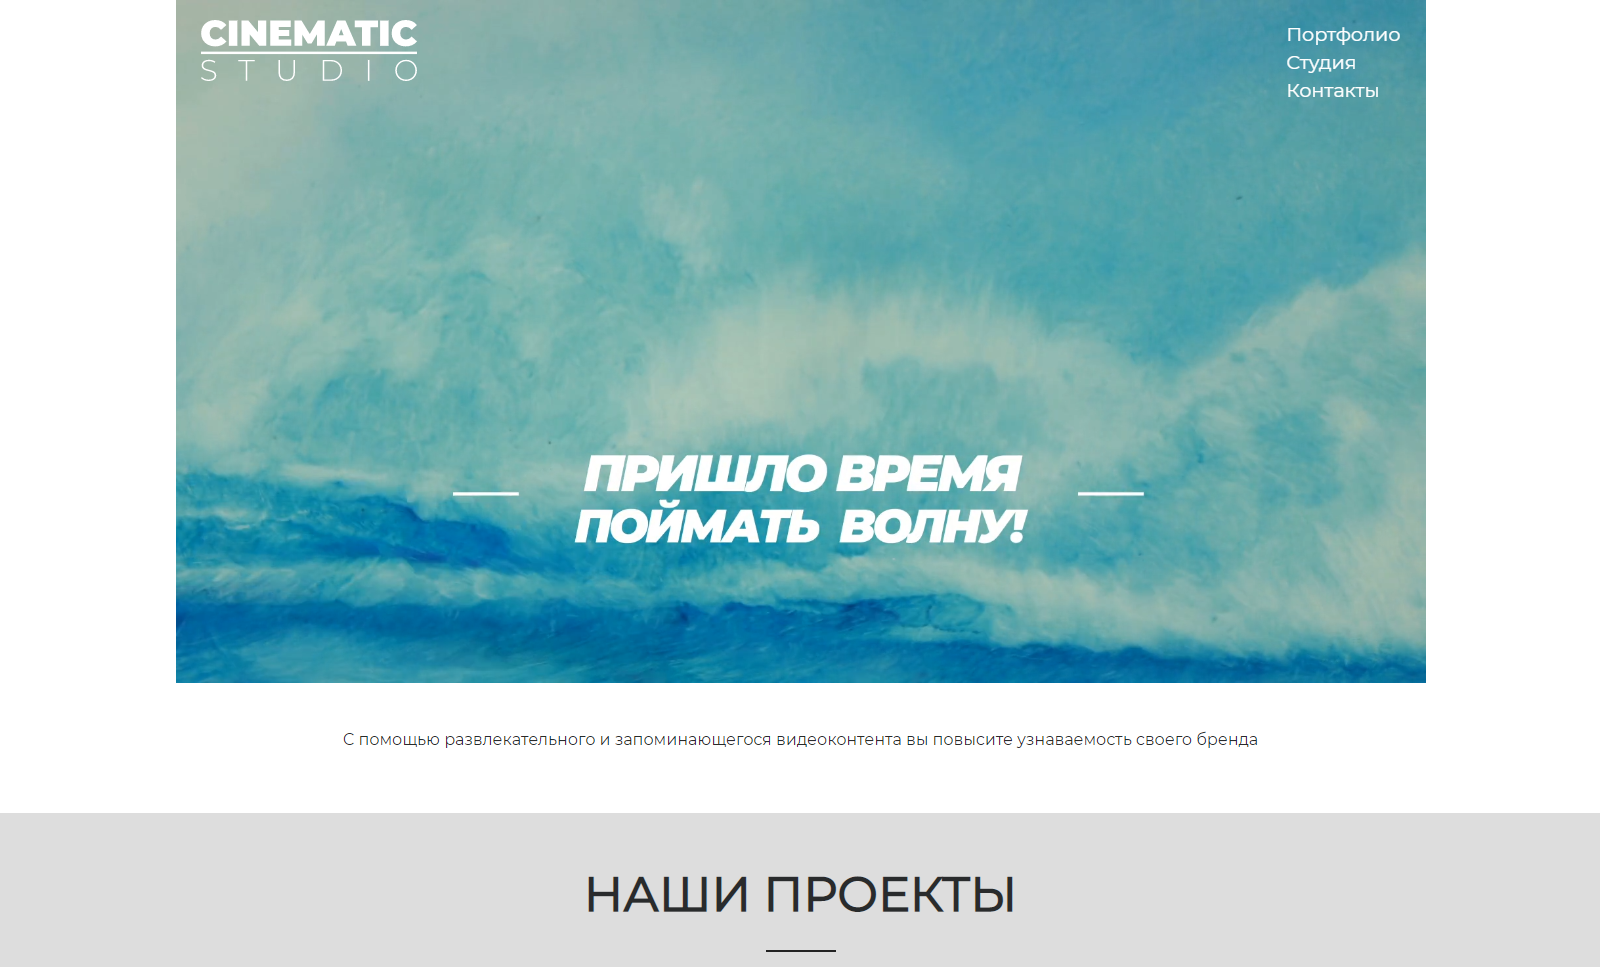 CINEMATIC
STUDIO
Портфолио
Студия
Контакты
ПРИШЛО ВРЕМЯ
ПОЙМАТЬ ВОЛНУ!
С помощью развлекательного и запоминающегося видеоконтента вы повысите узнаваемость своего бренда
НАШИ ПРОЕКТЫ